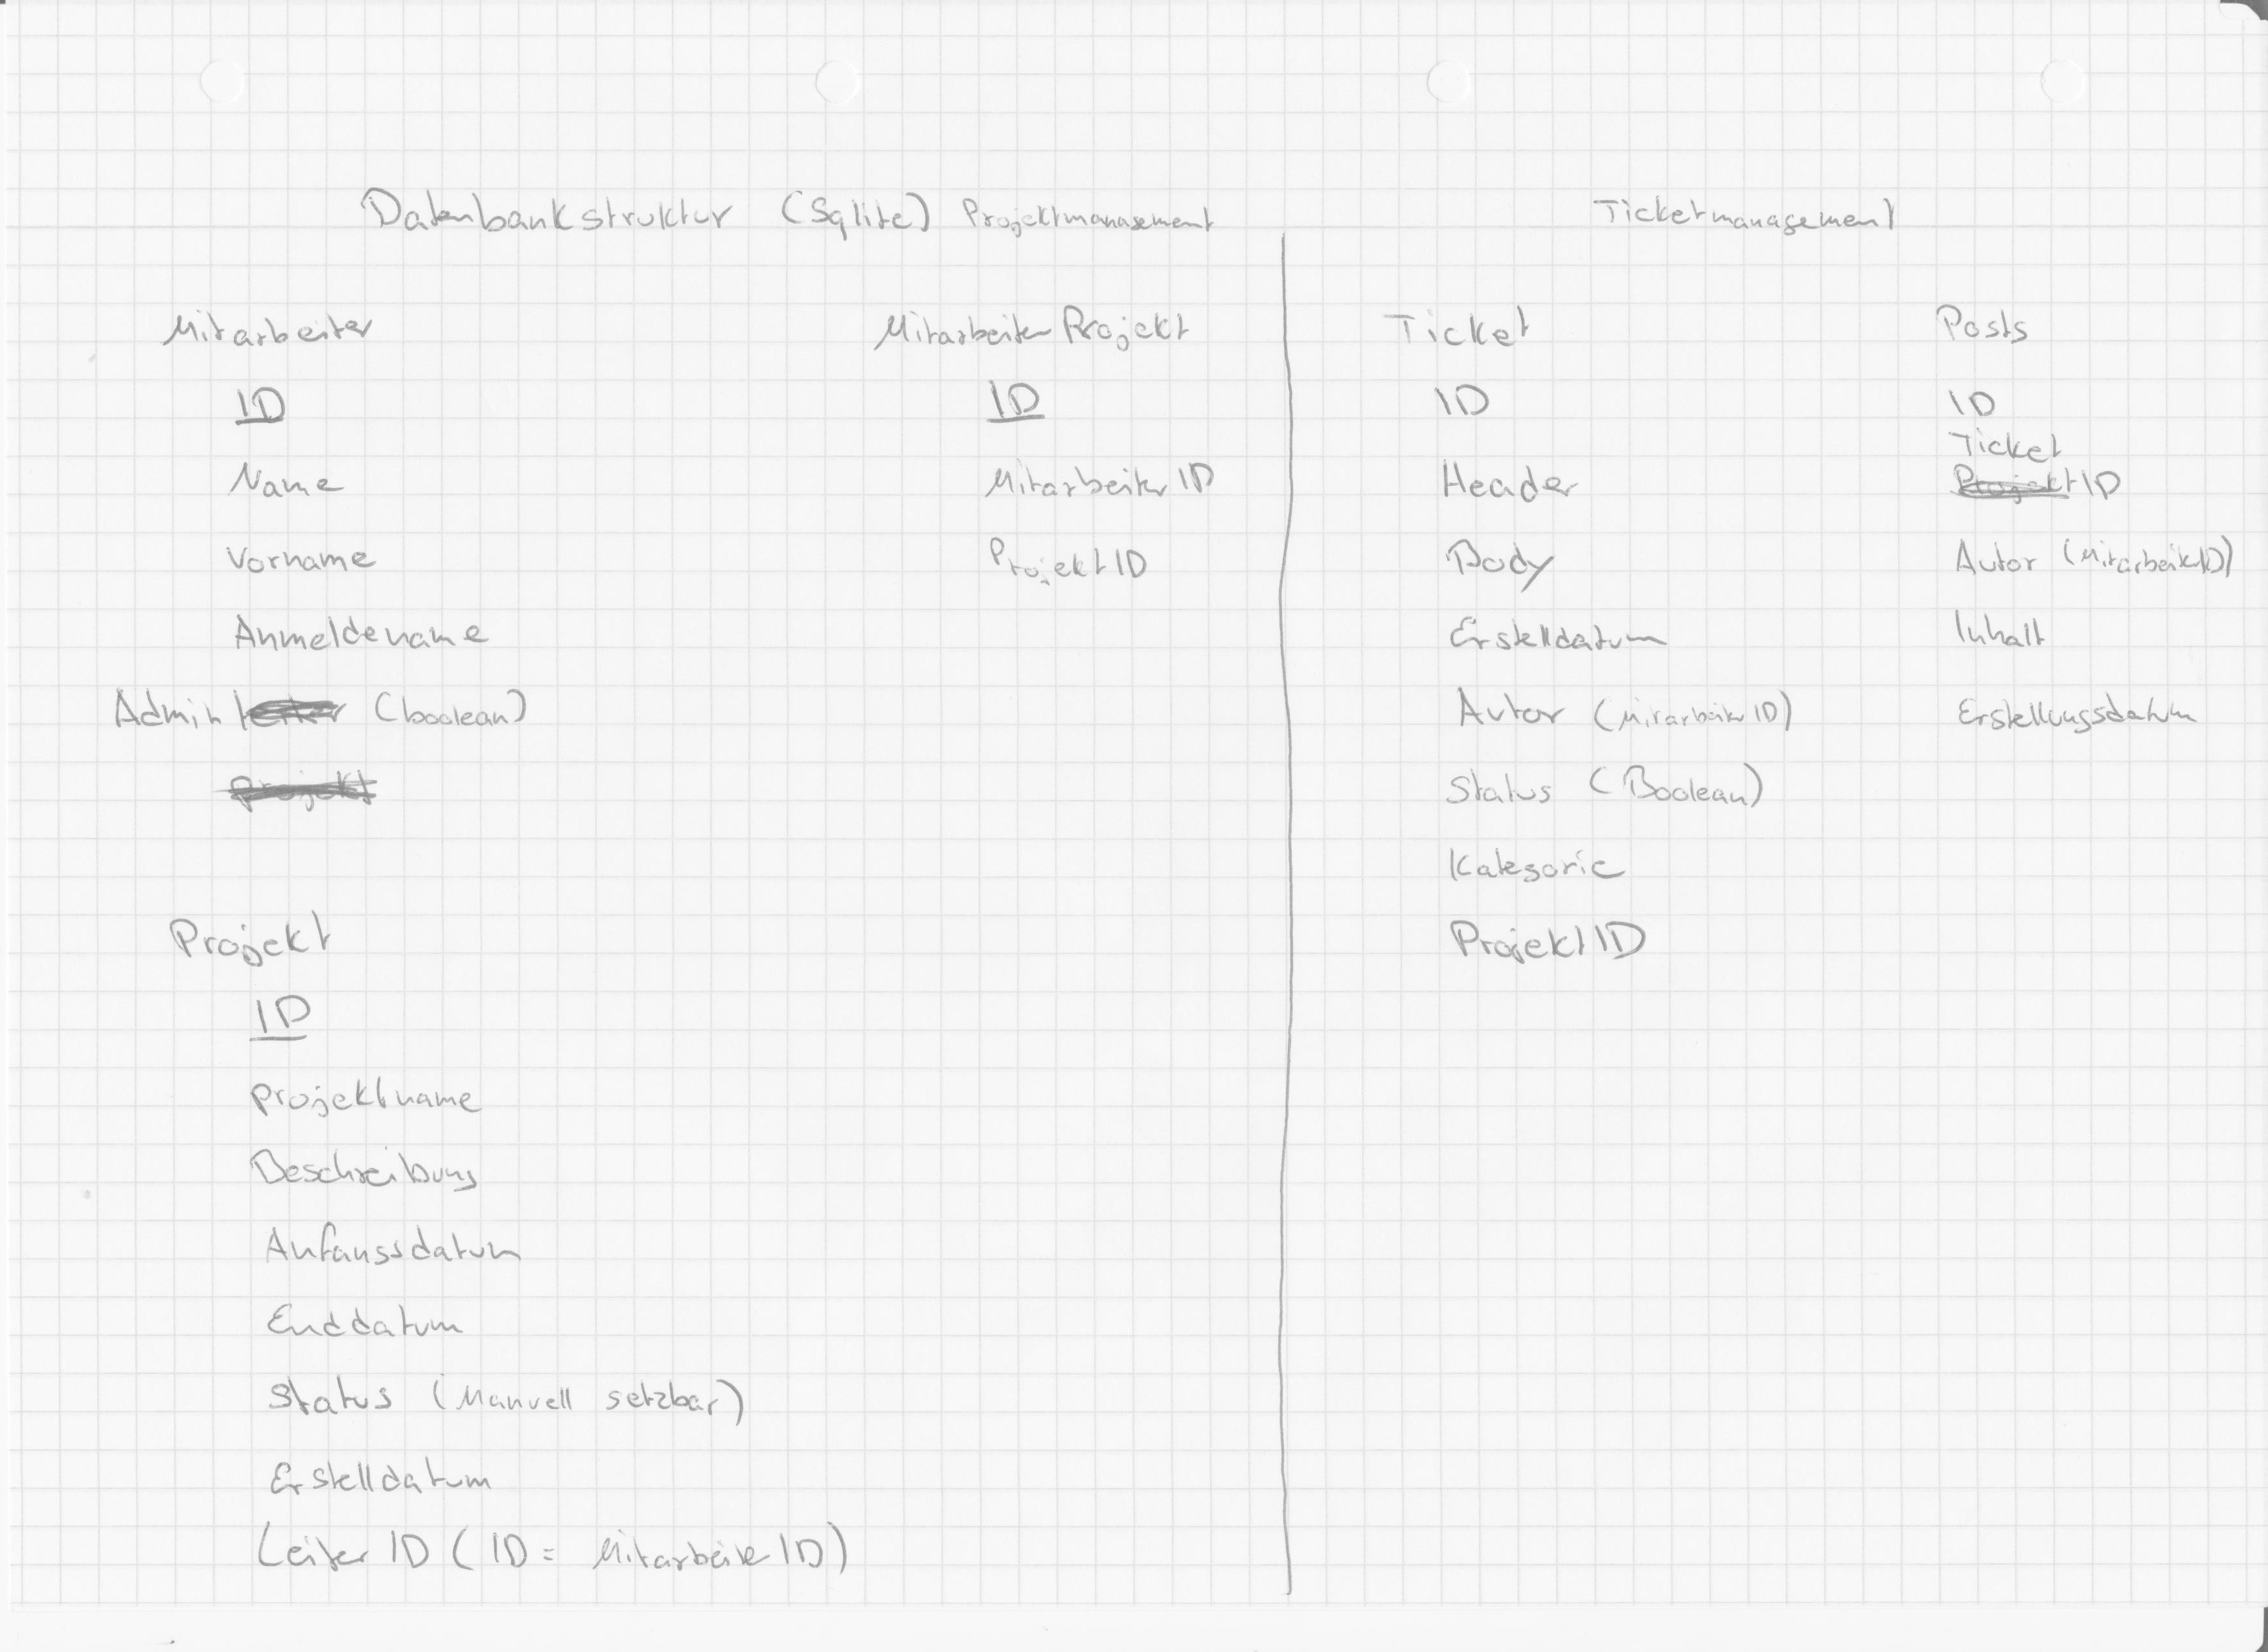 Datenbankstruktur (Sqlite) Projektmanagement
Mitarbeiter
ID
Name
Vorname
Anmeldename
Admin Leiter (boolean)
Projekt
Projekt
ID
Projektname
Beschreibung
Anfangsdatum
Enddatum
Status (Manuell setzbar)
Erstelldatum
Leiter ID (ID = Mitarbeiter ID)
Mitarbeiter Projekt
ID
Mitarbeiter ID
Projekt ID
Ticketmanagement
Ticket
ID
Header
Body
Erstelldatum
Autor (Mitarbeiter ID)
Status (Boolean)
Kategorie
Projekt ID
Posts
ID
Ticket
Projekt ID
Autor (Mitarbeiter ID)
Inhalt
Erstellungsdatum